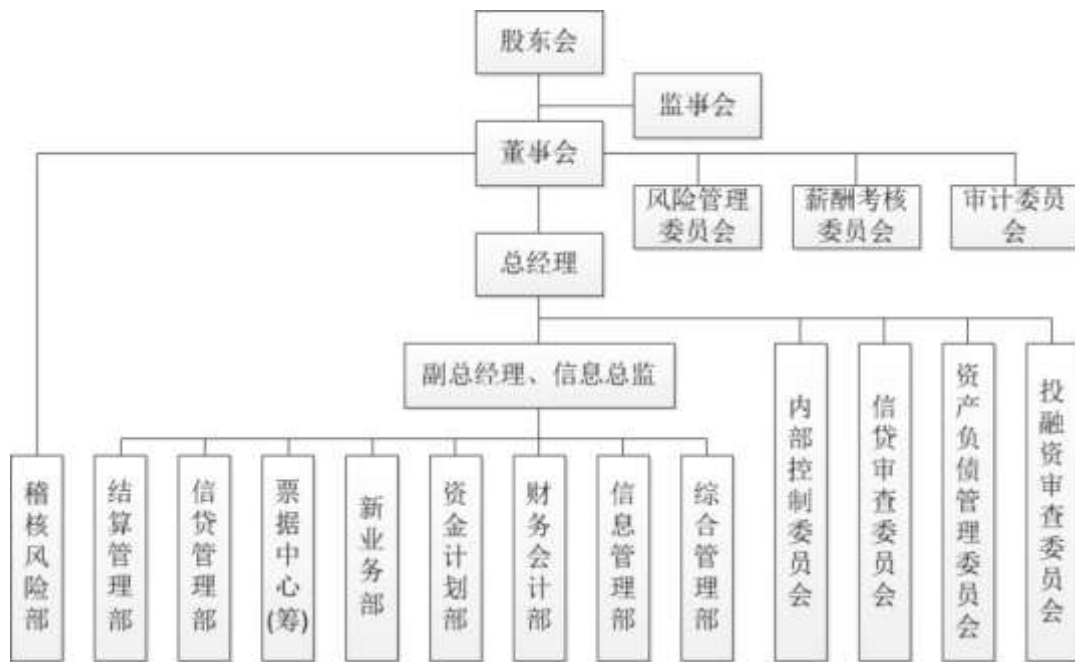 股东会
监事会
董事会
风险管理
委员会
薪酬考核
委员会
审计委员
会
总经理
副总经理、信息总监
内部控制委员会
信贷审查委员会
资产负债管理委员会
投融资审查委员会
稽核风险部
结算管理部
信贷管理部
票据中心(筹)
新业务部
资金计划部
财务会计部
信息管理部
综合管理部